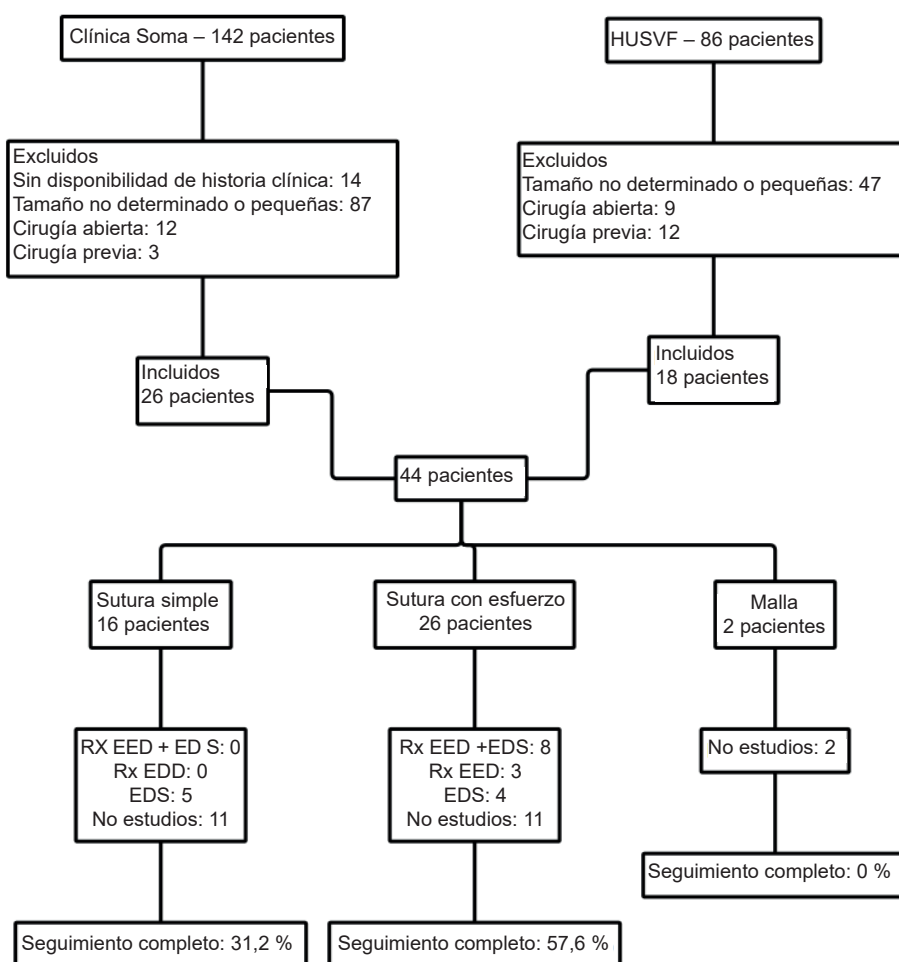 Clínica Soma – 142 pacientes
HUSVF – 86 pacientes
Excluidos
Sin disponibilidad de historia clínica: 14
Tamaño no determinado o pequeñas: 87
Cirugía abierta: 12
Cirugía previa: 3
Excluidos
Tamaño no determinado o pequeñas: 47
Cirugía abierta: 9
Cirugía previa: 12
Incluidos
26 pacientes
Incluidos
18 pacientes
44 pacientes
Sutura simple
16 pacientes
Sutura con esfuerzo
26 pacientes
Malla
2 pacientes
RX EED + ED S: 0
Rx EDD: 0
EDS: 5
No estudios: 11
Rx EED +EDS: 8
Rx EED: 3
EDS: 4
No estudios: 11
No estudios: 2
Seguimiento completo: 0 %
Seguimiento completo: 31,2 %
Seguimiento completo: 57,6 %